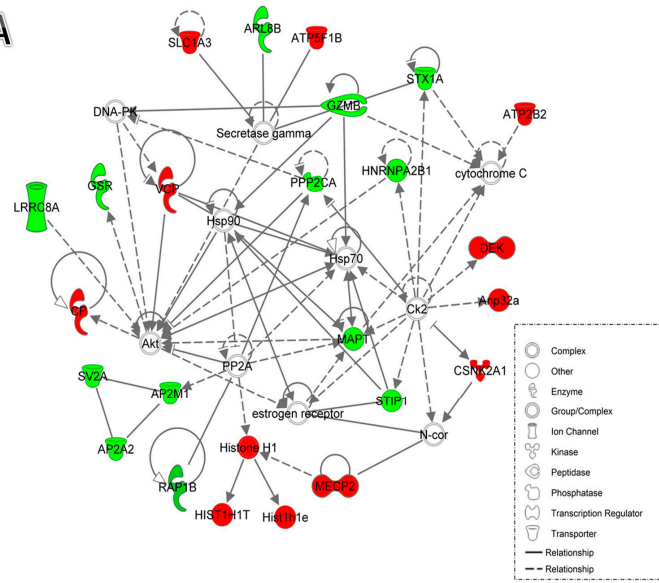 A
SLC1A3
ARL8B
ATP5F1B
STX1A
GZMB
DNA-PK
Secretase gamma
ATP2B2
GSR
VCP
PPP2CA
HNRNPA2B1
cytochrome C
LRRC8A
Hsp90
Hsp70
DEK
CP
Ck2
Anp32a
Akt
MAPT
PP2A
CSNK2A1
SV2A
AP2M1
STIP1
estrogen receptor
N-cor
AP2A2
Histone H1
RAP1B
MECP2
HIST1H1T
Hist1h1e
Complex
Other
Enzyme
Group/Complex
Ion Channel
Kinase
Peptidase
Phosphatase
Transcription Regulator
Transporter
Relationship
Relationship